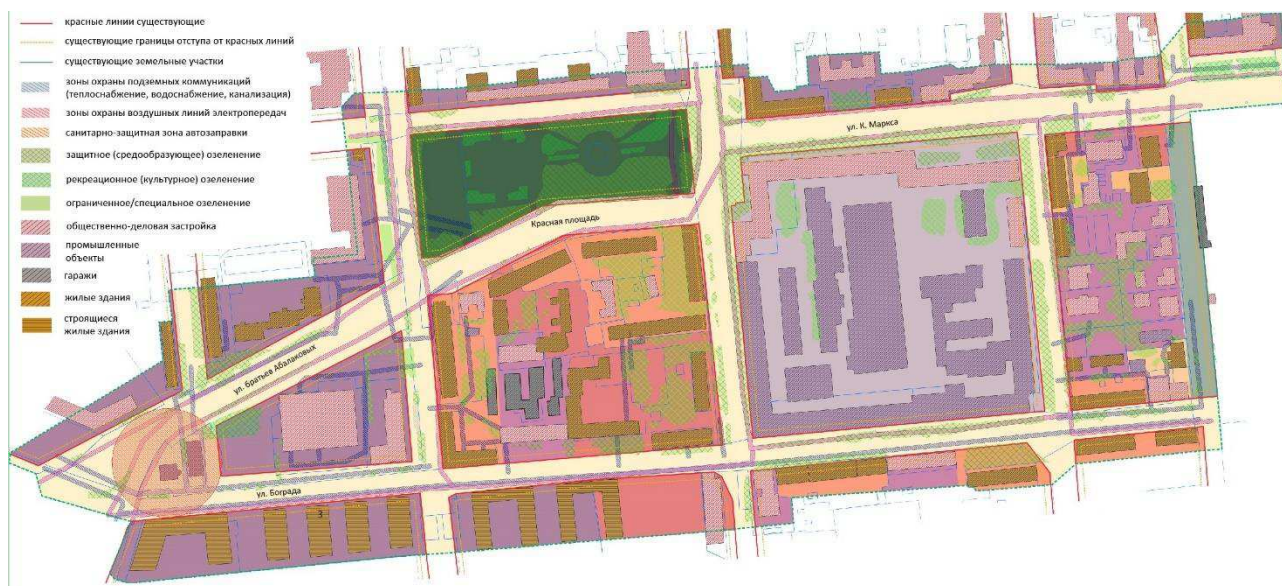 красные линии существующие
существующие границы отступа от красных линий
существующие земельные участки
зоны охраны подземных коммуникаций
(теплоснабжение, водоснабжение, канализация)
зоны охраны воздушных линий электропередач
санитарно-защитная зона автозаправки
защитное (средообразующее) озеленение
рекреационное (культурное) озеленение
ограниченное/специальное озеленение
общественно-деловая застройка
промышленные
объекты
гаражи
жилые здания
строящиеся
жилые здания
ул. К. Маркса
Красная площадь
ул. Братьев Абалаковых
ул. Бограда
3